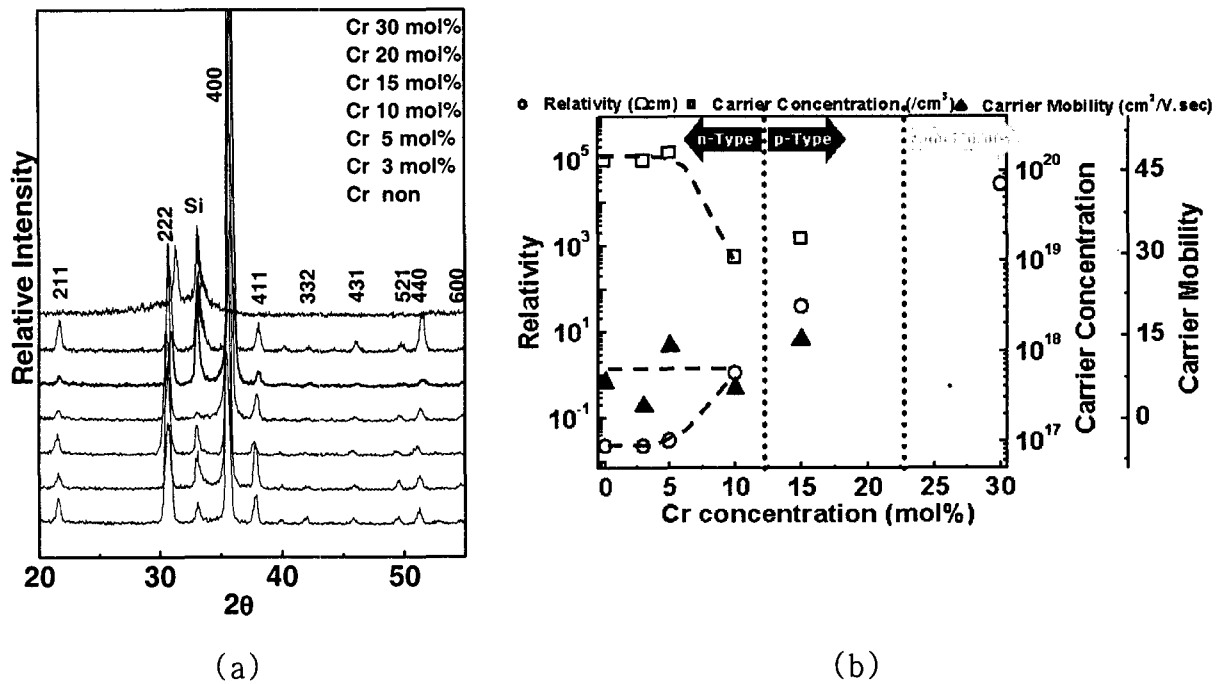 Cr 30 mol%
Cr 20 mol%
Cr 15 mol%
Cr 10 mol%
Cr 5 mol%
Cr 3 mol%
Cr non
400
Relative Intensity
211
222
Si
411
332
431
521
440
600
20
30
40
50
2θ
(a)
Relativity (Ωcm)
Carrier Concentration (/cm³)
Carrier Mobility (cm²/V.sec)
n-Type
p-Type
Relativity
10⁵
10³
10¹
10⁻¹
10²⁰
10¹⁹
10¹⁸
10¹⁷
Carrier Concentration
45
30
15
0
Carrier Mobility
0
5
10
15
20
25
30
Cr concentration (mol%)
(b)